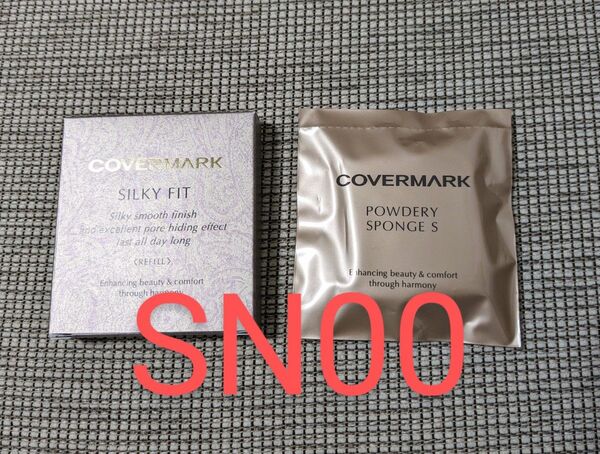 COVERMARK
SILKY FIT
Silky smooth finish
and excellent pore hiding effect
last all day long
〈REFILL〉
Enhancing beauty & comfort
through harmony
COVERMARK
POWDERY
SPONGE S
Enhancing beauty & comfort
through harmony
SN00